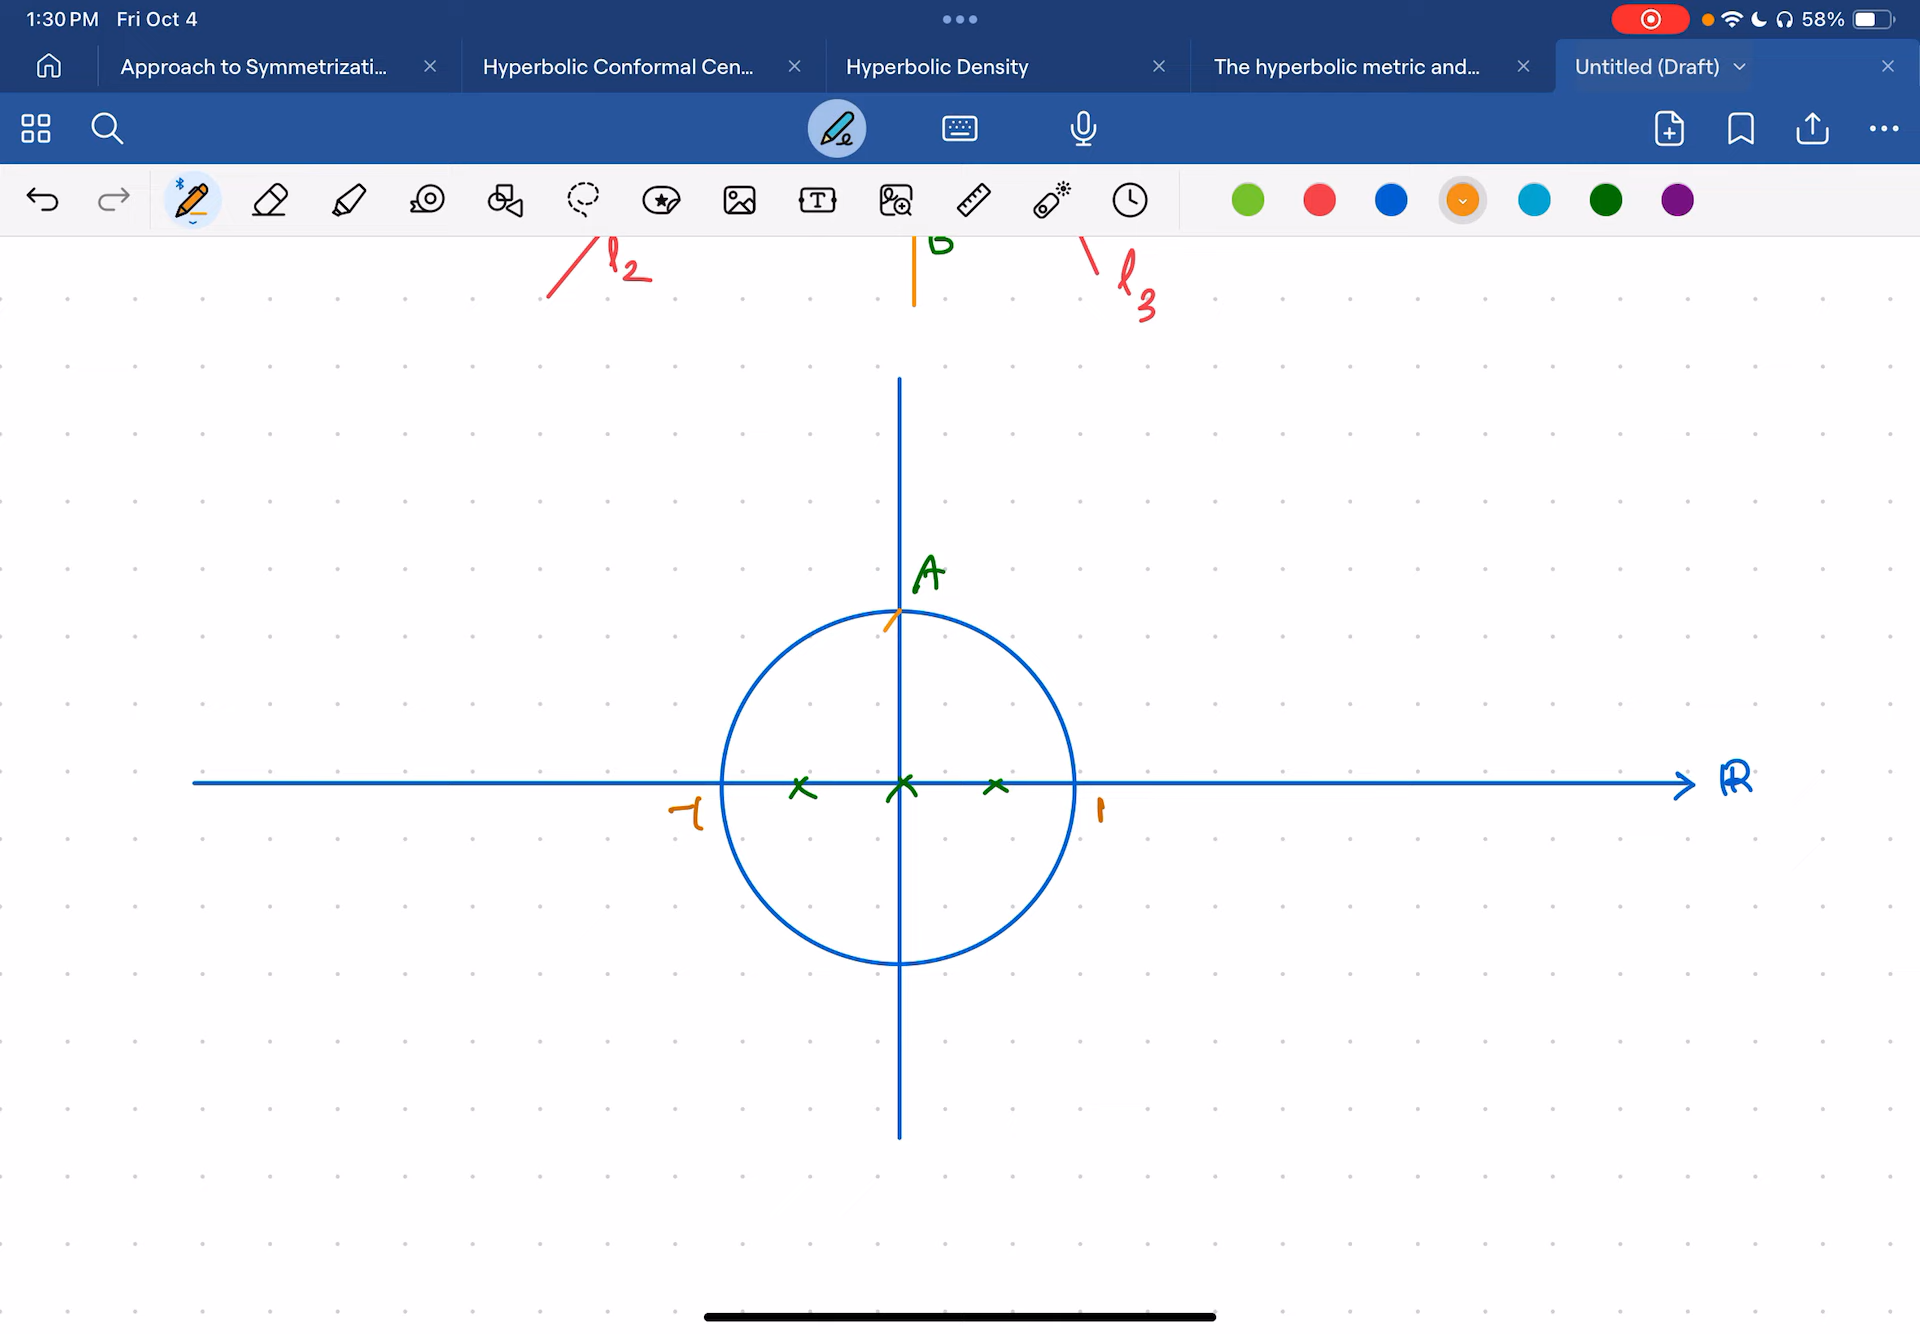 1:30 PM Fri Oct 4 58%
Approach to Symmetrizati... Hyperbolic Conformal Cen... Hyperbolic Density The hyperbolic metric and... Untitled (Draft)
l2 B l3
A
ℝ
-1 1